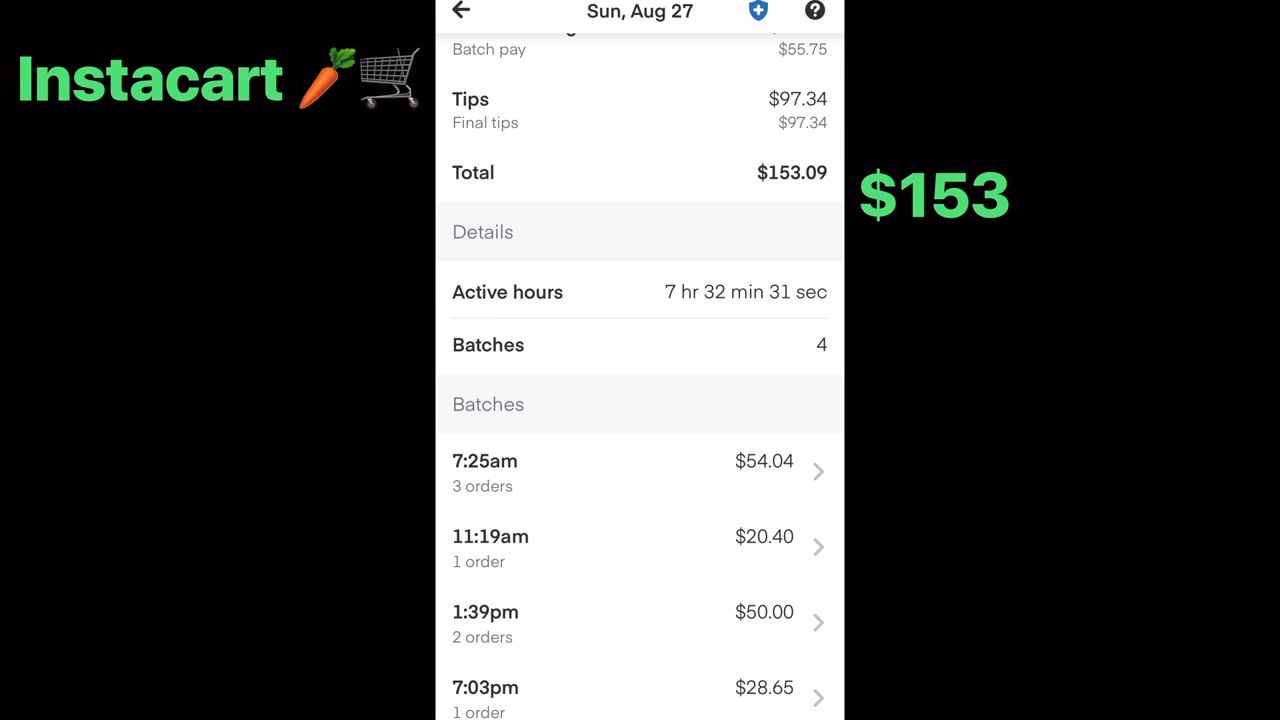 Sun, Aug 27
Instacart 🥕🛒
Batch pay $55.75
Tips $97.34
Final tips $97.34
Total $153.09
$153
Details
Active hours 7 hr 32 min 31 sec
Batches 4
Batches
7:25am $54.04
3 orders
11:19am $20.40
1 order
1:39pm $50.00
2 orders
7:03pm $28.65
1 order